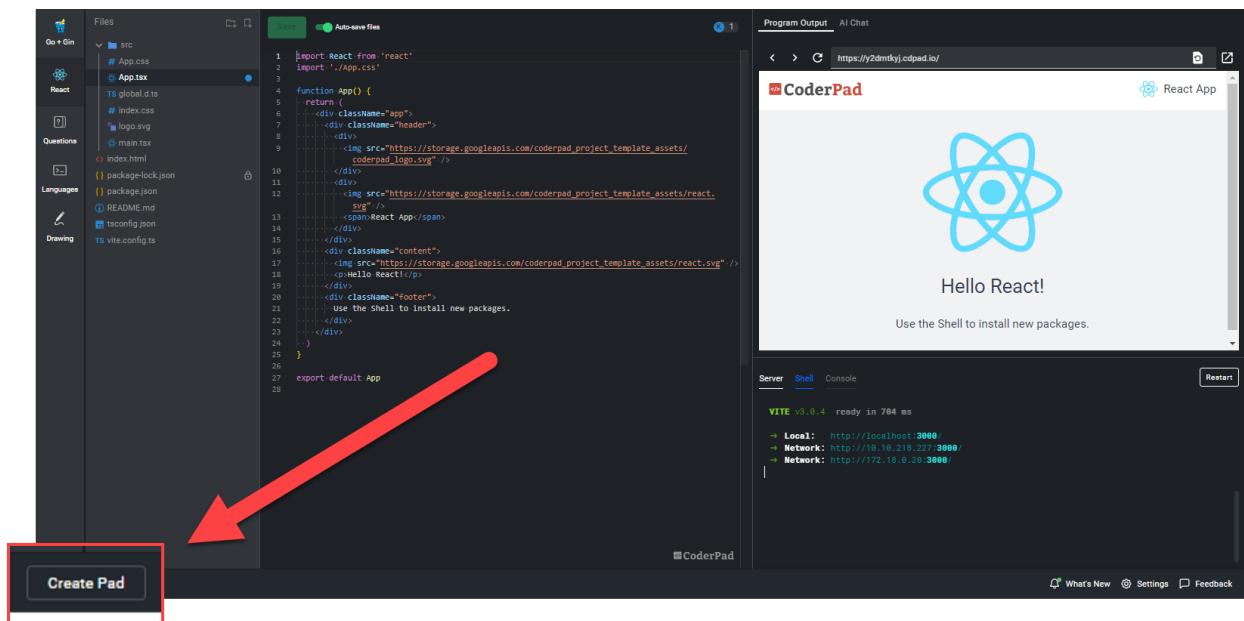 Go + Gin
React
Questions
Languages
Drawing
Files
src
# App.css
App.tsx
TS global.d.ts
# index.css
logo.svg
main.tsx
<> index.html
{} package-lock.json
{} package.json
README.md
tsconfig.json
TS vite.config.ts
Save Auto-save files 1
1 import React from 'react'
2 import './App.css'
3
4 function App() {
5 return (
6 <div className="app">
7 <div className="header">
8 <div>
9 <img src="https://storage.googleapis.com/coderpad_project_template_assets/
coderpad_logo.svg" />
10 </div>
11 <div>
12 <img src="https://storage.googleapis.com/coderpad_project_template_assets/react.
svg" />
13 <span>React App</span>
14 </div>
15 </div>
16 <div className="content">
17 <img src="https://storage.googleapis.com/coderpad_project_template_assets/react.svg" />
18 <p>Hello React!</p>
19 </div>
20 <div className="footer">
21 Use the Shell to install new packages.
22 </div>
23 </div>
24 )
25 }
26
27 export default App
28
CoderPad
Program Output AI Chat
https://y2dmtkyj.cdpad.io/
CoderPad React App
Hello React!
Use the Shell to install new packages.
Server Shell Console Restart
VITE v3.0.4 ready in 704 ms
→ Local: http://localhost:3000/
→ Network: http://10.10.218.227:3000/
→ Network: http://172.18.0.20:3000/
Create Pad
What's New Settings Feedback